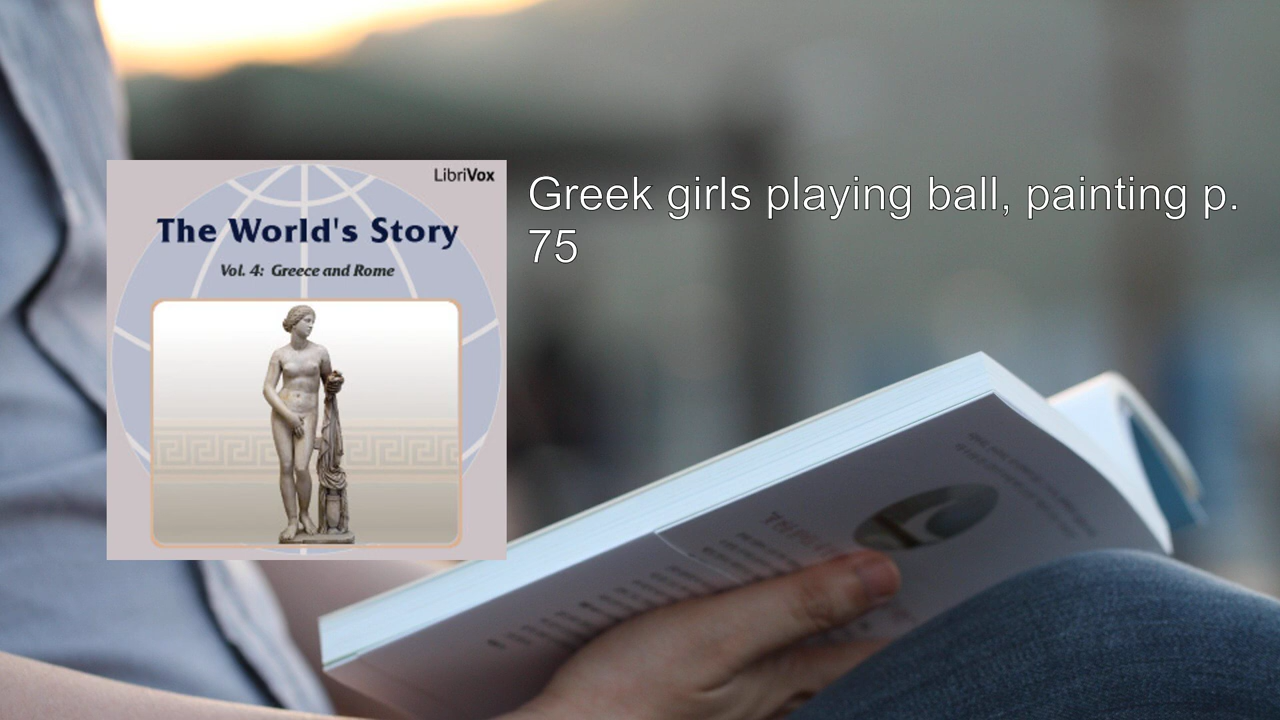 LibriVox
The World's Story
Vol. 4: Greece and Rome
Greek girls playing ball, painting p.
75